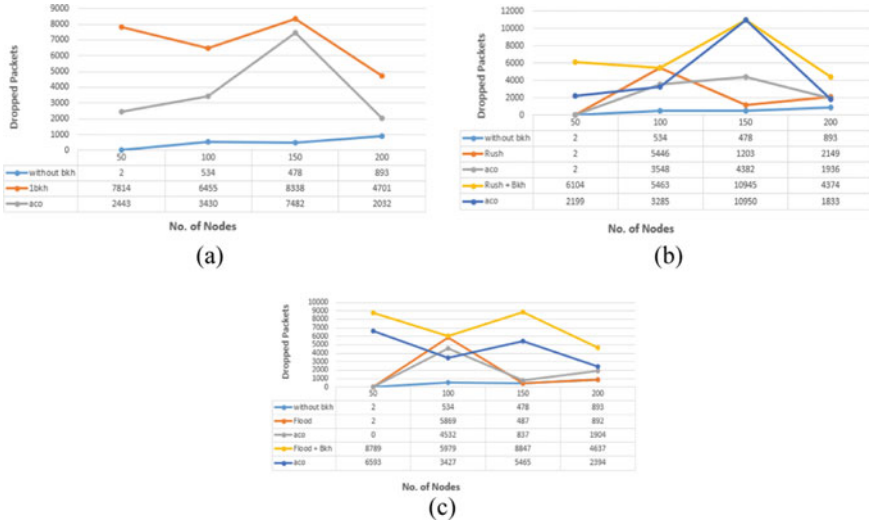 9000
8000
7000
6000
5000
4000
3000
2000
1000
0
Dropped Packets
50 100 150 200
without bkh 2 534 478 893
1bkh 7814 6455 8338 4701
aco 2443 3430 7482 2032
No. of Nodes
(a)
12000
10000
8000
6000
4000
2000
0
Dropped Packets
50 100 150 200
without bkh 2 534 478 893
Rush 2 5446 1203 2149
aco 2 3548 4382 1936
Rush + Bkh 6104 5463 10945 4374
aco 2199 3285 10950 1833
No. of Nodes
(b)
10000
9000
8000
7000
6000
5000
4000
3000
2000
1000
0
Dropped Packets
50 100 150 200
without bkh 2 534 478 893
Flood 2 5869 487 892
aco 0 4532 837 1904
Flood + Bkh 8789 5979 8847 4637
aco 6593 3427 5465 2394
No. of Nodes
(c)